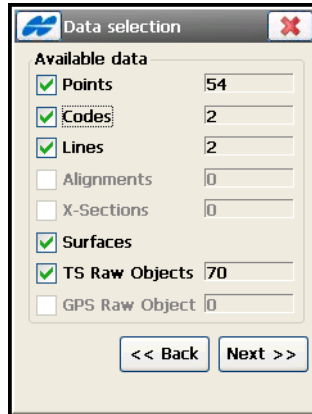 Data selection
Available data
Points 54
Codes 2
Lines 2
Alignments 0
X-Sections 0
Surfaces
TS Raw Objects 70
GPS Raw Object 0
<< Back Next >>